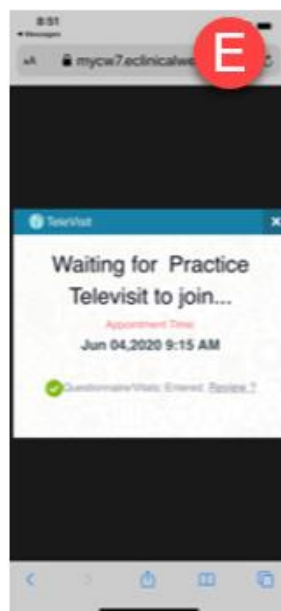 8:51
Messages
AA mycw7.eclinicalwe
E
TeleVisit ×
Waiting for Practice
Televisit to join...
Appointment Time:
Jun 04,2020 9:15 AM
Questionnaire/Vitals: Entered. Review ?